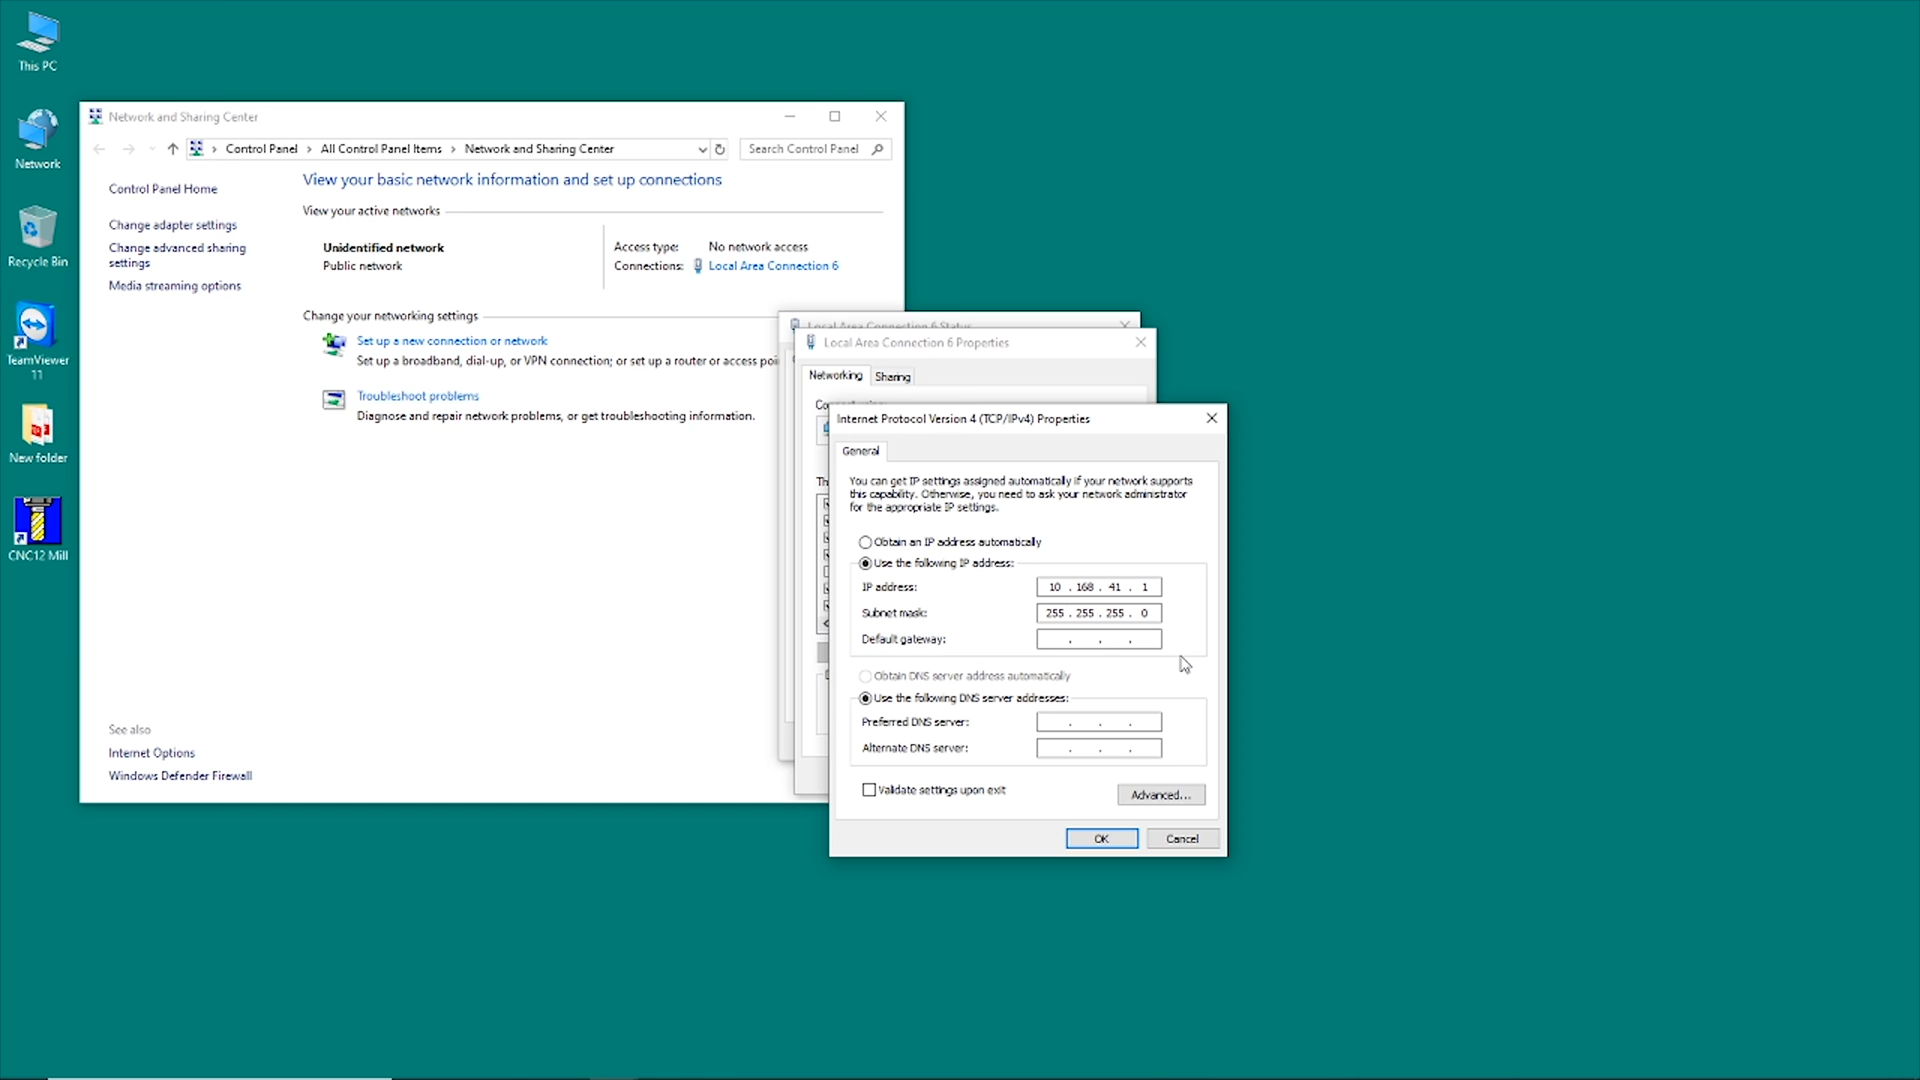 This PC
Network
Recycle Bin
TeamViewer
11
New folder
CNC12 Mill
Network and Sharing Center
Control Panel
All Control Panel Items
Network and Sharing Center
Search Control Panel
Control Panel Home
Change adapter settings
Change advanced sharing
settings
Media streaming options
See also
Internet Options
Windows Defender Firewall
View your basic network information and set up connections
View your active networks
Unidentified network
Public network
Access type: No network access
Connections: Local Area Connection 6
Change your networking settings
Set up a new connection or network
Set up a broadband, dial-up, or VPN connection; or set up a router or access
Troubleshoot problems
Diagnose and repair network problems, or get troubleshooting information.
Local Area Connection 6 Status
Local Area Connection 6 Properties
Networking
Sharing
Internet Protocol Version 4 (TCP/IPv4) Properties
General
You can get IP settings assigned automatically if your network supports
this capability. Otherwise, you need to ask your network administrator
for the appropriate IP settings.
Obtain an IP address automatically
Use the following IP address:
IP address: 10 . 168 . 41 . 1
Subnet mask: 255 . 255 . 255 . 0
Default gateway: . . .
Obtain DNS server address automatically
Use the following DNS server addresses:
Preferred DNS server: . . .
Alternate DNS server: . . .
Validate settings upon exit
Advanced...
OK
Cancel